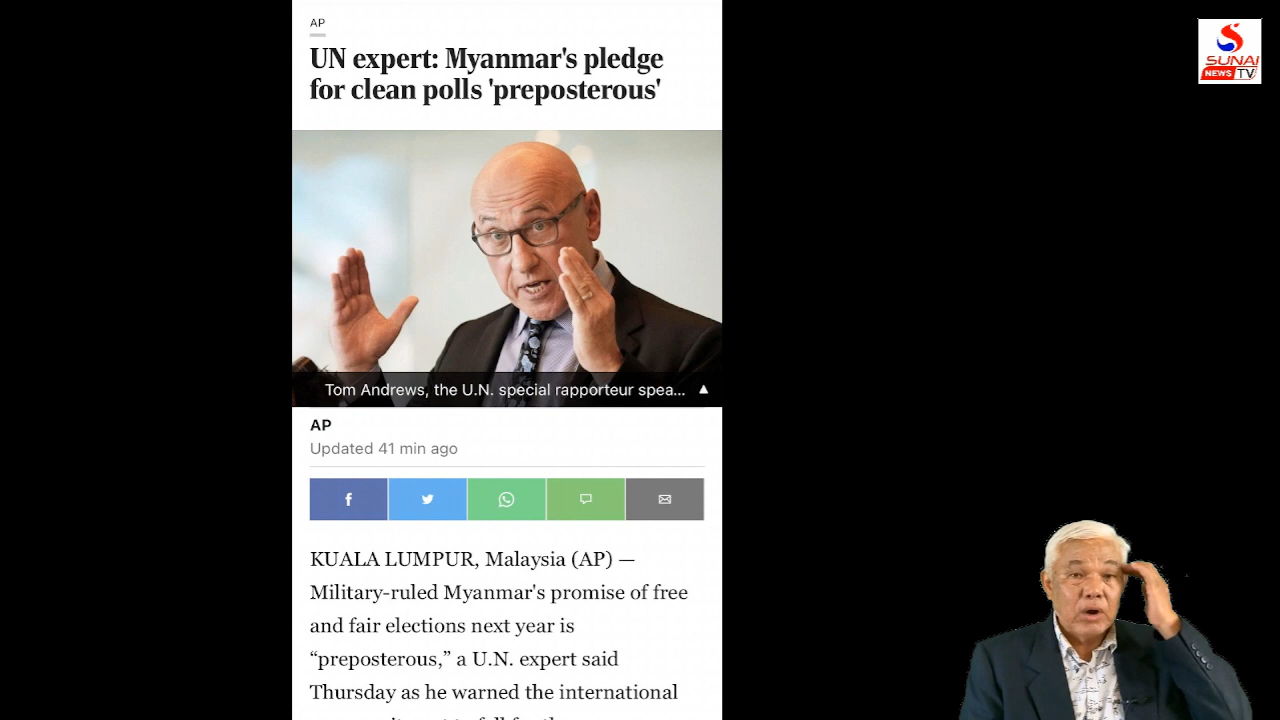 AP
UN expert: Myanmar's pledge
for clean polls 'preposterous'
SUNAI
NEWS TV
Tom Andrews, the U.N. special rapporteur spea...
AP
Updated 41 min ago
KUALA LUMPUR, Malaysia (AP) —
Military-ruled Myanmar's promise of free
and fair elections next year is
“preposterous,” a U.N. expert said
Thursday as he warned the international